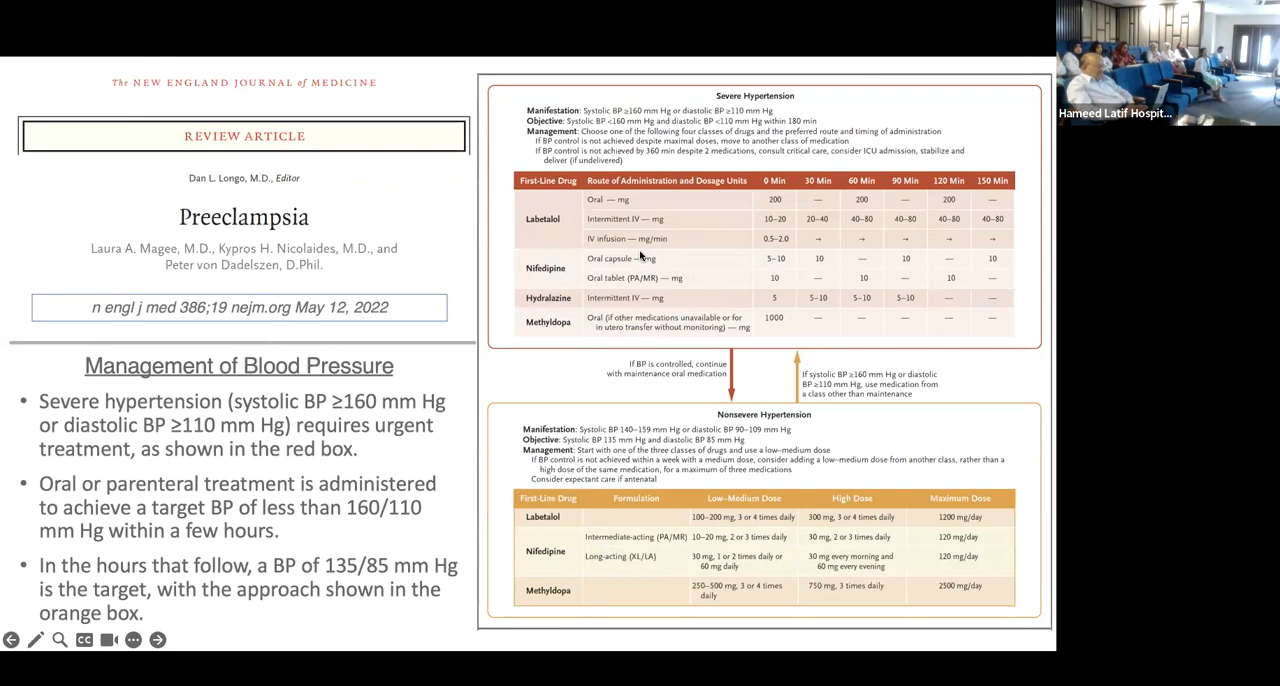 The NEW ENGLAND JOURNAL of MEDICINE
REVIEW ARTICLE
Dan L. Longo, M.D., Editor
Preeclampsia
Laura A. Magee, M.D., Kypros H. Nicolaides, M.D., and
Peter von Dadelszen, D.Phil.
n engl j med 386;19 nejm.org May 12, 2022
Management of Blood Pressure
• Severe hypertension (systolic BP ≥160 mm Hg
or diastolic BP ≥110 mm Hg) requires urgent
treatment, as shown in the red box.
• Oral or parenteral treatment is administered
to achieve a target BP of less than 160/110
mm Hg within a few hours.
• In the hours that follow, a BP of 135/85 mm Hg
is the target, with the approach shown in the
orange box.
CC
Severe Hypertension
Manifestation: Systolic BP ≥160 mm Hg or diastolic BP ≥110 mm Hg
Objective: Systolic BP <160 mm Hg and diastolic BP <110 mm Hg within 180 min
Management: Choose one of the following four classes of drugs and the preferred route and timing of administration
If BP control is not achieved despite maximal doses, move to another class of medication
If BP control is not achieved by 360 min despite 2 medications, consult critical care, consider ICU admission, stabilize and
deliver (if undelivered)
First-Line Drug Route of Administration and Dosage Units 0 Min 30 Min 60 Min 90 Min 120 Min 150 Min
Labetalol
Oral — mg 200 — 200 — 200 —
Intermittent IV — mg 10–20 20–40 40–80 40–80 40–80 40–80
IV infusion — mg/min 0.5–2.0 → → → → →
Nifedipine
Oral capsule — mg 5–10 10 — 10 — 10
Oral tablet (PA/MR) — mg 10 — 10 — 10 —
Hydralazine Intermittent IV — mg 5 5–10 5–10 5–10 — —
Methyldopa
Oral (if other medications unavailable or for 1000 — — — — —
in utero transfer without monitoring) — mg
If BP is controlled, continue
with maintenance oral medication
If systolic BP ≥160 mm Hg or diastolic
BP ≥110 mm Hg, use medication from
a class other than maintenance
Nonsevere Hypertension
Manifestation: Systolic BP 140–159 mm Hg or diastolic BP 90–109 mm Hg
Objective: Systolic BP 135 mm Hg and diastolic BP 85 mm Hg
Management: Start with one of the three classes of drugs and use a low–medium dose
If BP control is not achieved within a week with a medium dose, consider adding a low–medium dose from another class, rather than a
high dose of the same medication, for a maximum of three medications
Consider expectant care if antenatal
First-Line Drug Formulation Low–Medium Dose High Dose Maximum Dose
Labetalol 100–200 mg, 3 or 4 times daily 300 mg, 3 or 4 times daily 1200 mg/day
Nifedipine
Intermediate-acting (PA/MR) 10–20 mg, 2 or 3 times daily 30 mg, 2 or 3 times daily 120 mg/day
Long-acting (XL/LA) 30 mg, 1 or 2 times daily or 30 mg every morning and 120 mg/day
60 mg daily 60 mg every evening
Methyldopa 250–500 mg, 3 or 4 times 750 mg, 3 times daily 2500 mg/day
daily
Hameed Latif Hospit...